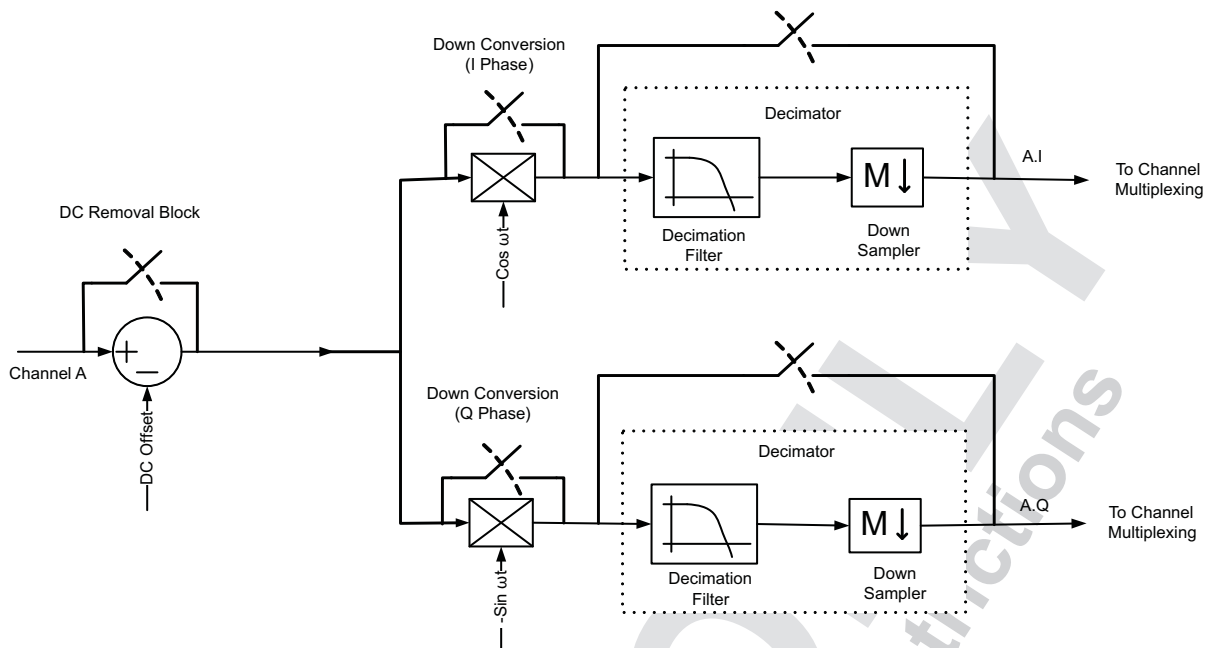 Down Conversion
(I Phase)
Decimator
A.I
To Channel
Multiplexing
M
Decimation
Filter
Down
Sampler
Cos ωt
DC Removal Block
+
–
Channel A
DC Offset
Down Conversion
(Q Phase)
Decimator
A.Q
To Channel
Multiplexing
M
Decimation
Filter
Down
Sampler
-Sin ωt